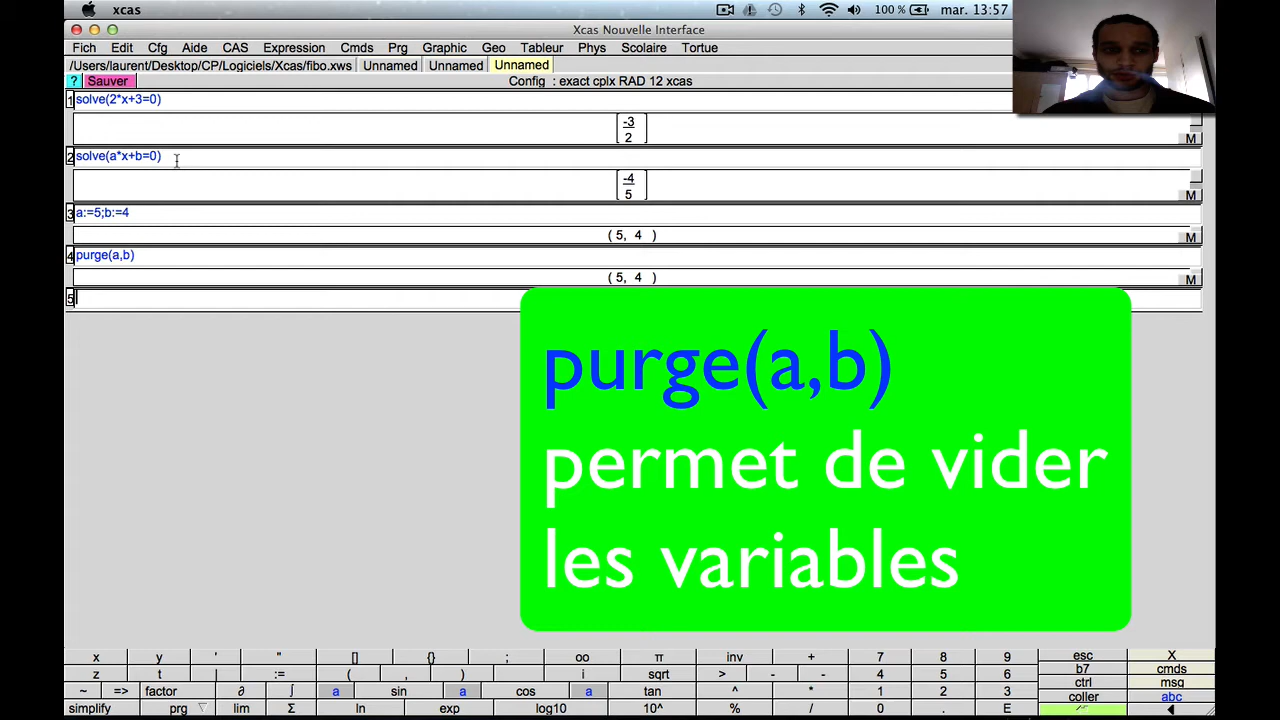 xcas
100 %
mar. 13:57
Xcas Nouvelle Interface
Fich Edit Cfg Aide CAS Expression Cmds Prg Graphic Geo Tableur Phys Scolaire Tortue
/Users/laurent/Desktop/CP/Logiciels/Xcas/fibo.xws Unnamed Unnamed Unnamed
? Sauver Config : exact cplx RAD 12 xcas
1 solve(2*x+3=0)
-3
2
M
2 solve(a*x+b=0)
-4
5
M
3 a:=5;b:=4
( 5, 4 )
M
4 purge(a,b)
( 5, 4 )
M
5
purge(a,b)
permet de vider
les variables
x y ' " [] {} ; oo π inv + 7 8 9 esc X
z t | := ( , ) i sqrt > - - 4 5 6 b7 cmds
ctrl msg
~ => factor ∂ ∫ a sin a cos a tan ^ * 1 2 3 coller abc
simplify prg lim Σ ln exp log10 10^ % / 0 . E